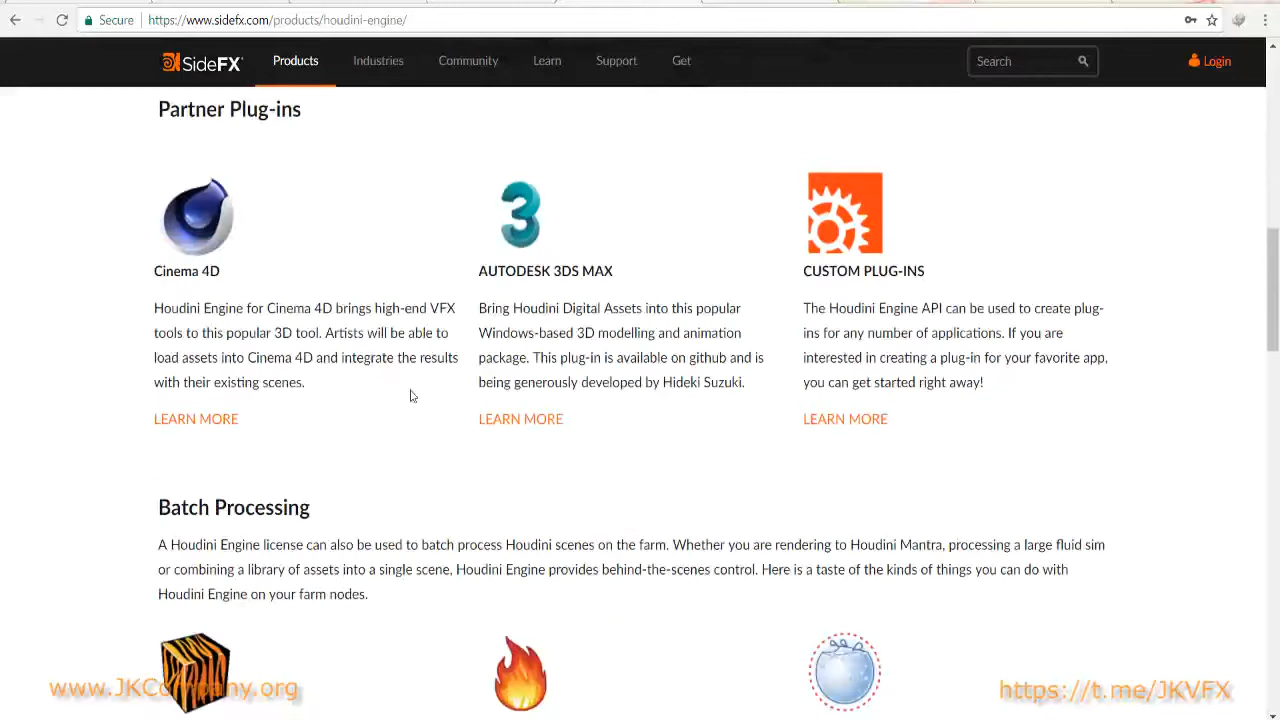 Secure https://www.sidefx.com/products/houdini-engine/
SideFX Products Industries Community Learn Support Get Search Login
Partner Plug-ins
Cinema 4D
Houdini Engine for Cinema 4D brings high-end VFX
tools to this popular 3D tool. Artists will be able to
load assets into Cinema 4D and integrate the results
with their existing scenes.
LEARN MORE
AUTODESK 3DS MAX
Bring Houdini Digital Assets into this popular
Windows-based 3D modelling and animation
package. This plug-in is available on github and is
being generously developed by Hideki Suzuki.
LEARN MORE
CUSTOM PLUG-INS
The Houdini Engine API can be used to create plug-
ins for any number of applications. If you are
interested in creating a plug-in for your favorite app,
you can get started right away!
LEARN MORE
Batch Processing
A Houdini Engine license can also be used to batch process Houdini scenes on the farm. Whether you are rendering to Houdini Mantra, processing a large fluid sim
or combining a library of assets into a single scene, Houdini Engine provides behind-the-scenes control. Here is a taste of the kinds of things you can do with
Houdini Engine on your farm nodes.
www.JKCompany.org
https://t.me/JKVFX